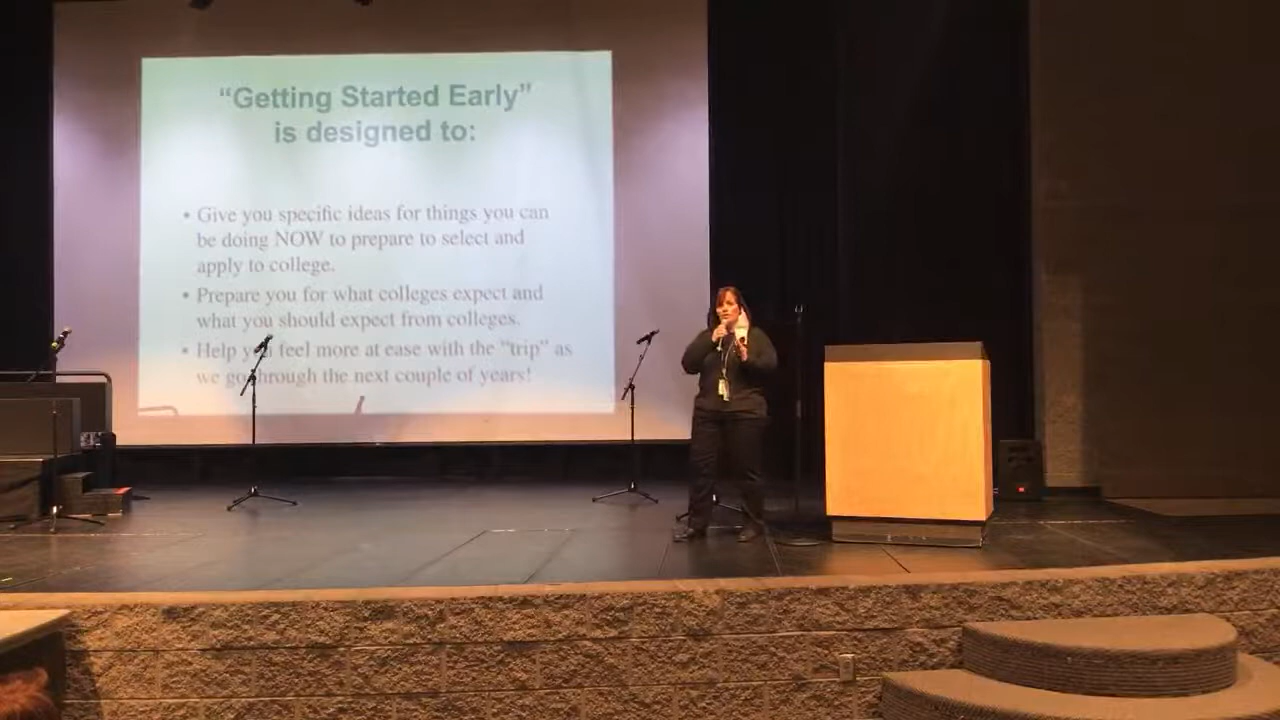 “Getting Started Early”
is designed to:
• Give you specific ideas for things you can
be doing NOW to prepare to select and
apply to college.
• Prepare you for what colleges expect and
what you should expect from colleges.
• Help you feel more at ease with the “trip” as
we go through the next couple of years!